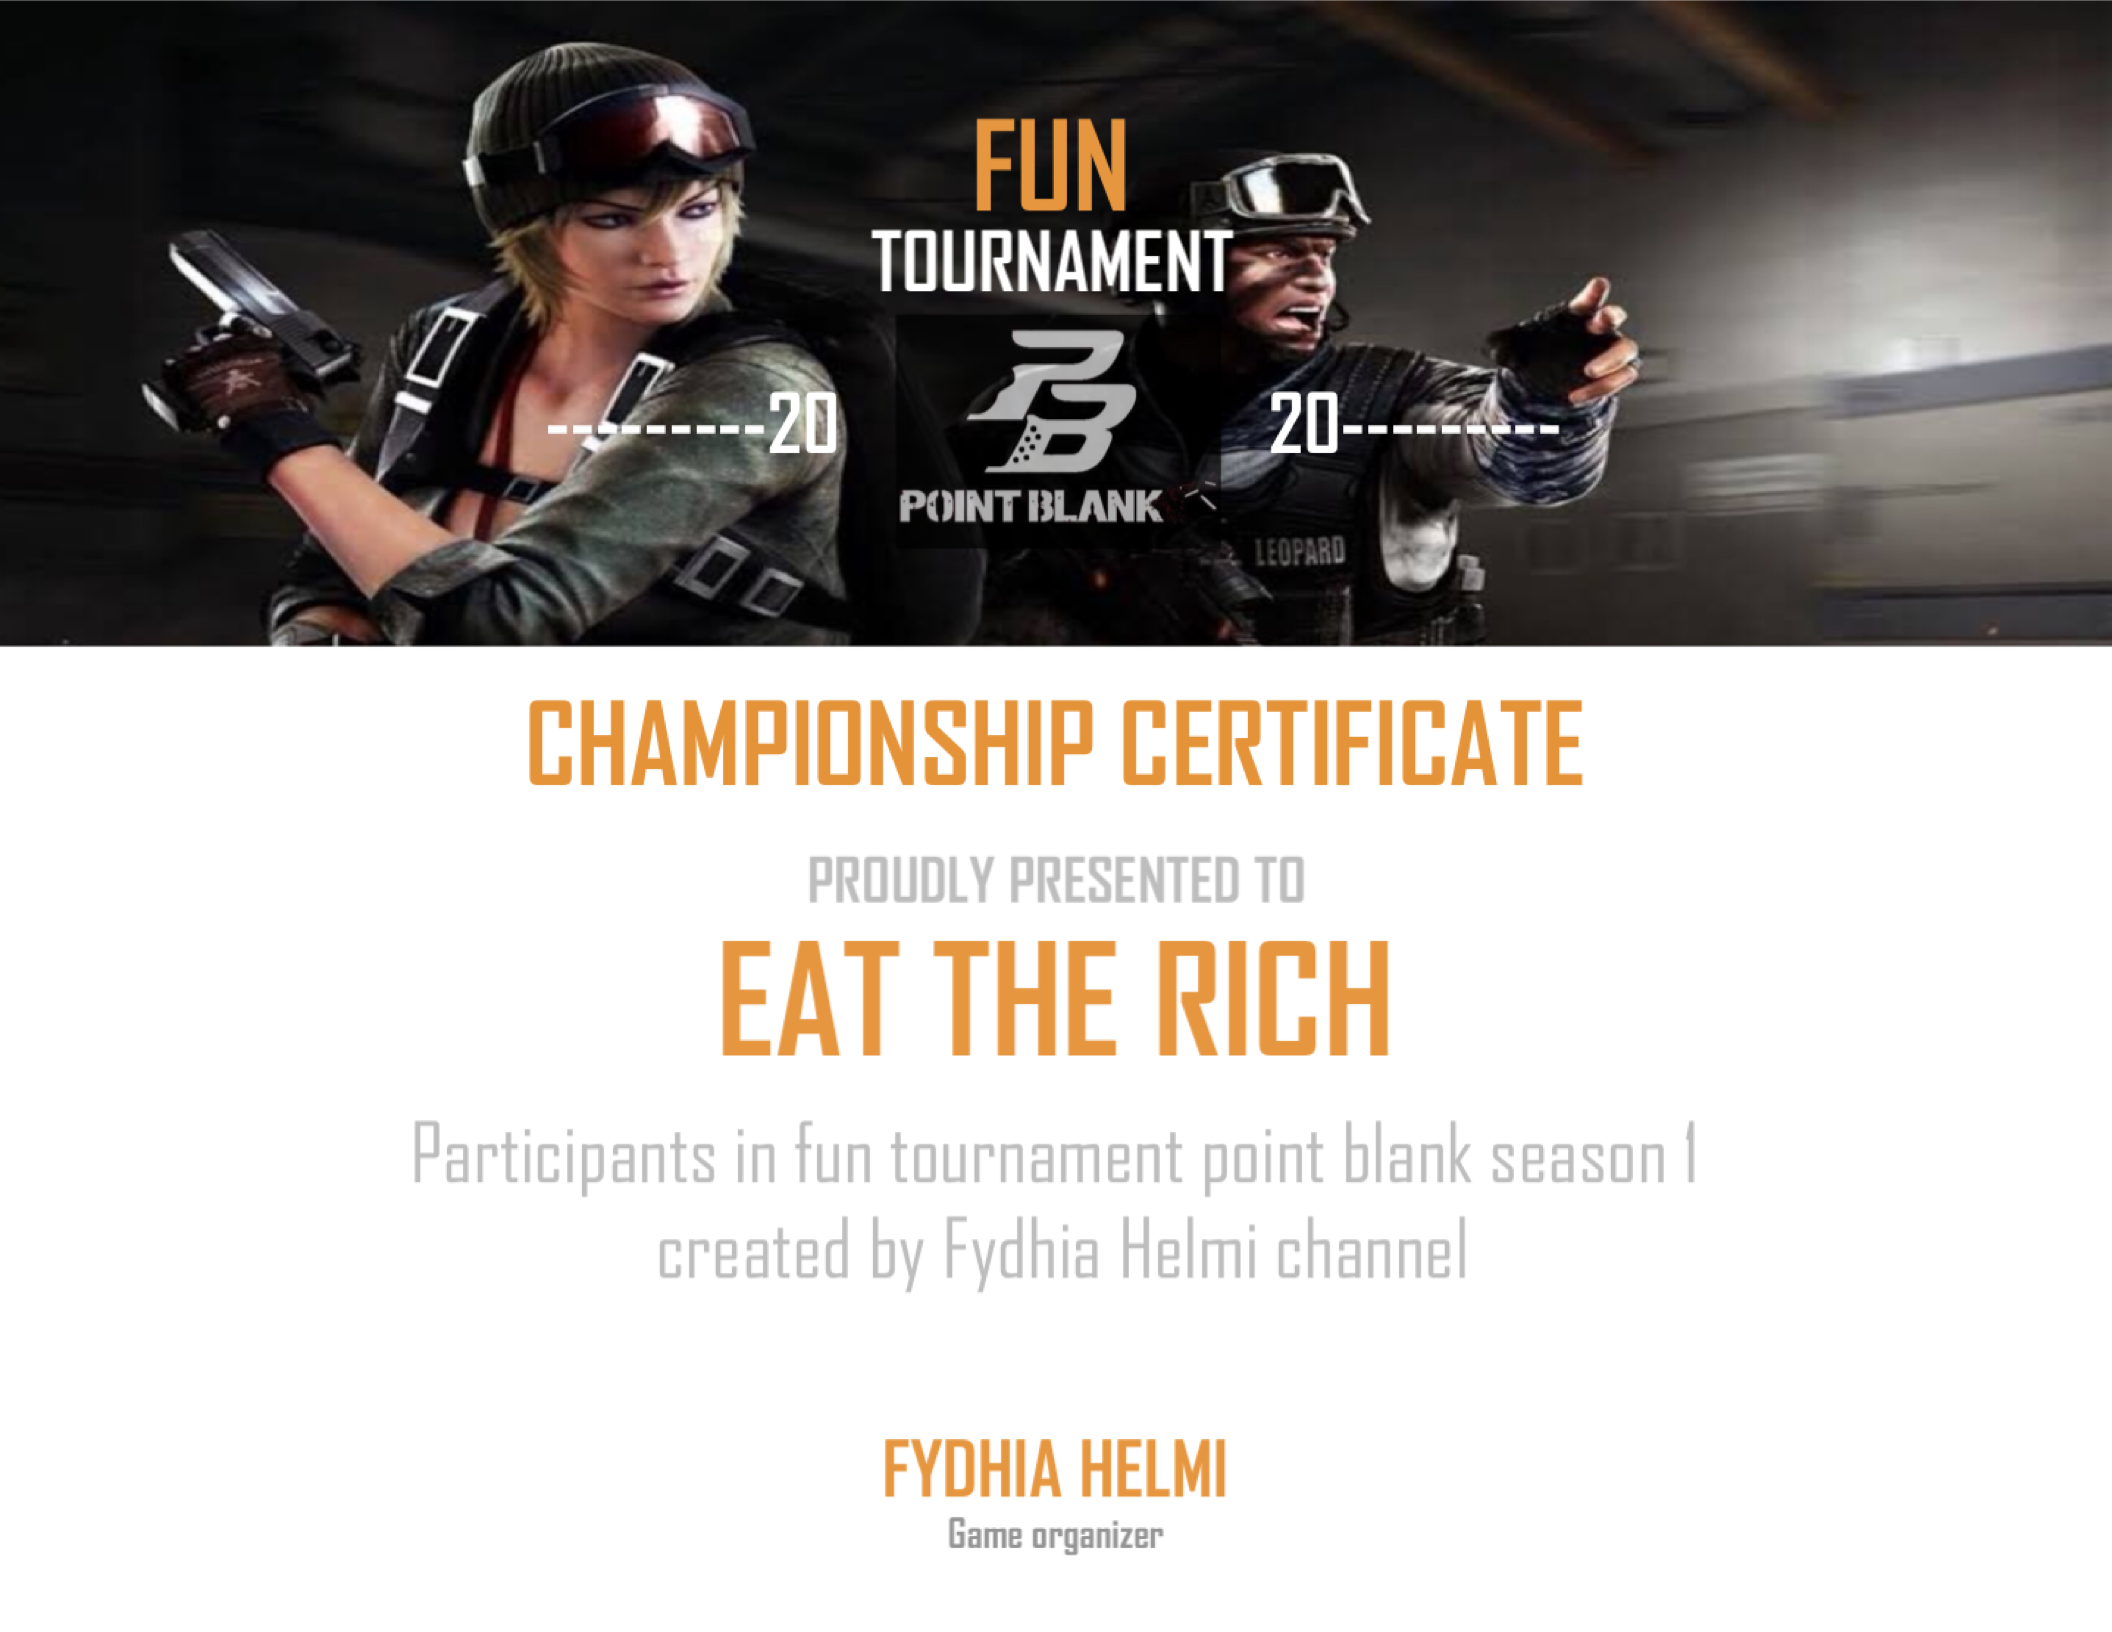 FUN
TOURNAMENT
---------20
20---------
PB
POINT BLANK
LEOPARD
CHAMPIONSHIP CERTIFICATE
PROUDLY PRESENTED TO
EAT THE RICH
Participants in fun tournament point blank season 1
created by Fydhia Helmi channel
FYDHIA HELMI
Game organizer